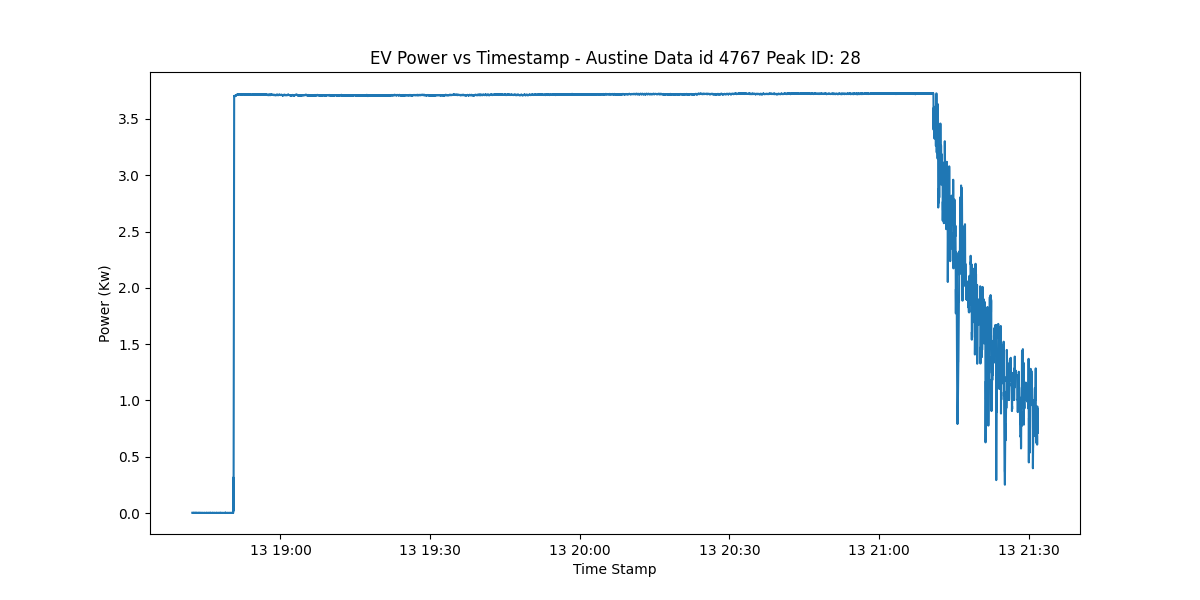 EV Power vs Timestamp - Austine Data id 4767 Peak ID: 28
Power (Kw)
3.5
3.0
2.5
2.0
1.5
1.0
0.5
0.0
13 19:00 13 19:30 13 20:00 13 20:30 13 21:00 13 21:30
Time Stamp